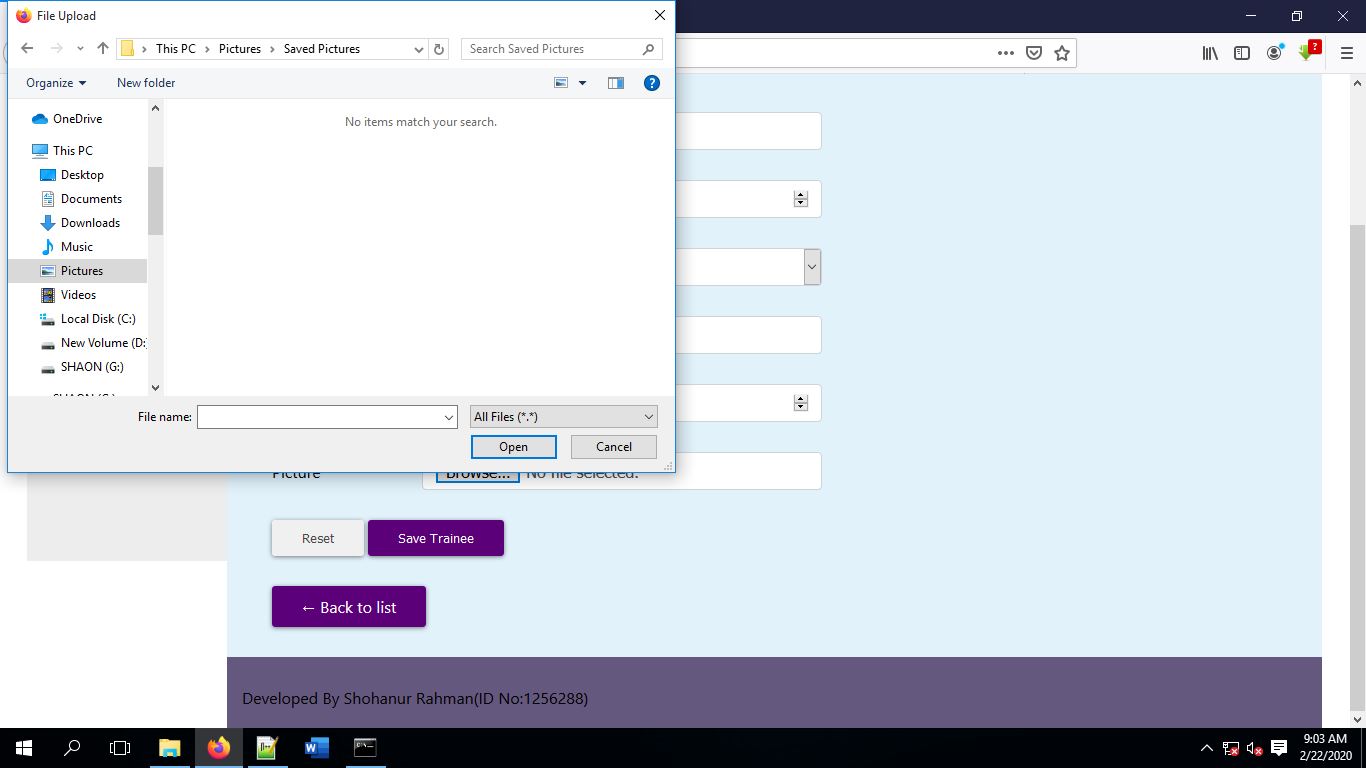 File Upload
This PC > Pictures > Saved Pictures
Search Saved Pictures
Organize
New folder
No items match your search.
OneDrive
This PC
Desktop
Documents
Downloads
Music
Pictures
Videos
Local Disk (C:)
New Volume (D:
SHAON (G:)
File name:
All Files (*.*)
Open
Cancel
Picture
Browse... No file selected.
Reset
Save Trainee
← Back to list
Developed By Shohanur Rahman(ID No:1256288)
9:03 AM
2/22/2020